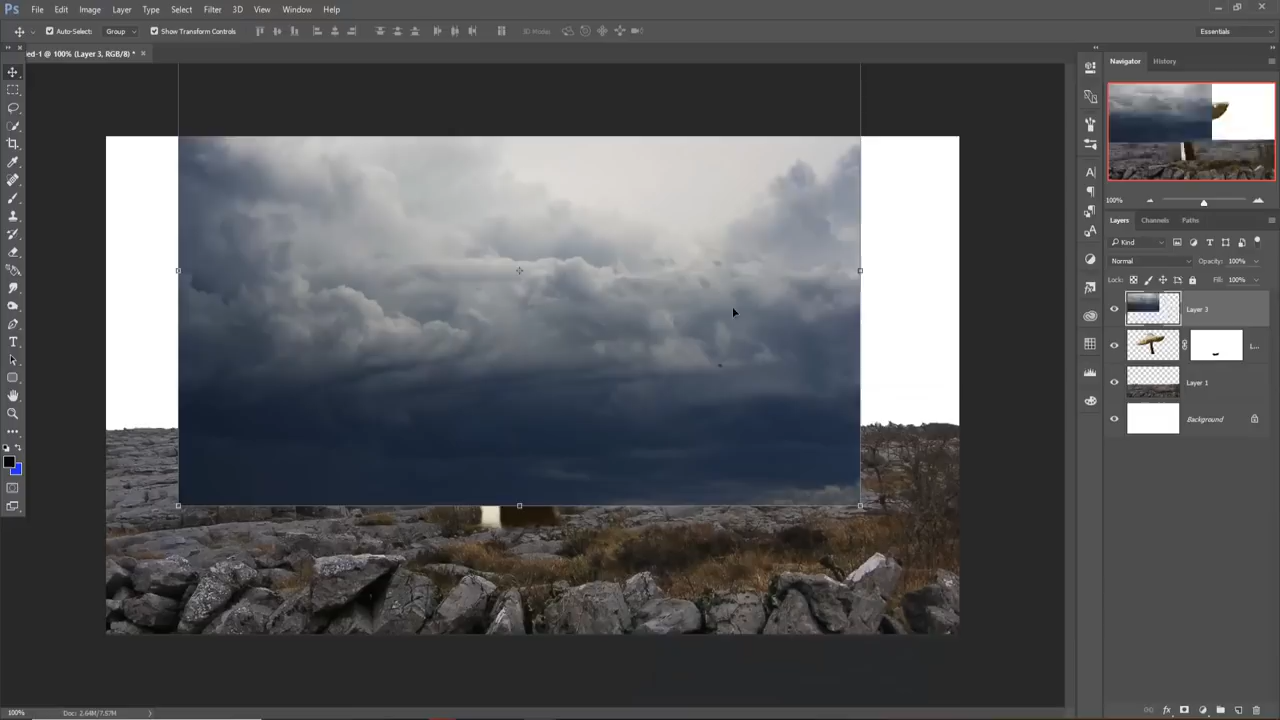 Ps File Edit Image Layer Type Select Filter 3D View Window Help
Auto-Select: Group Show Transform Controls 3D Modes Essentials
ed-1 @ 100% (Layer 3, RGB/8) *
Navigator History
100%
Layers Channels Paths
Kind
Normal Opacity: 100%
Lock: Fill: 100%
Layer 3
L...
Layer 1
Background
100% Doc: 2.64M/7.87M